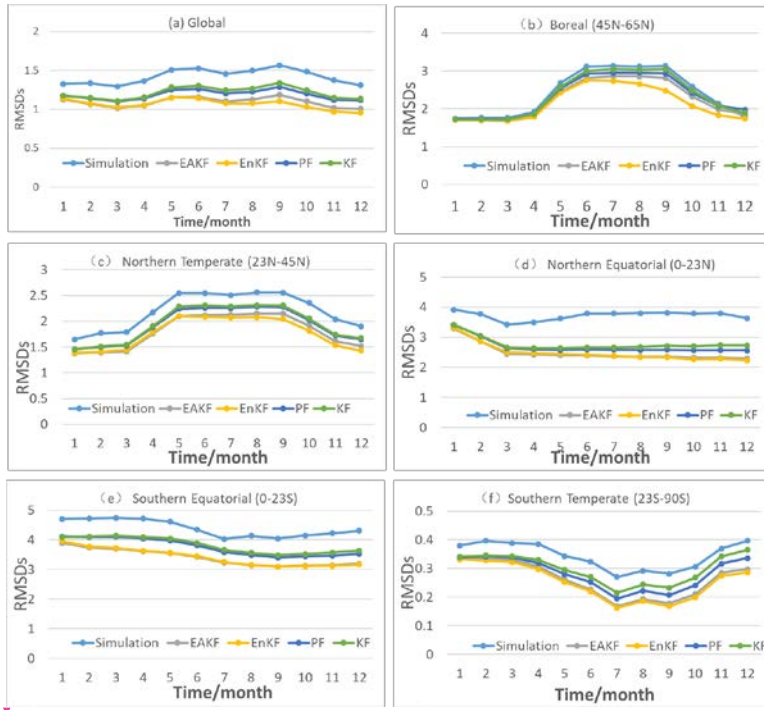 (a) Global
2
1.5
1
0.5
0
RMSDs
Simulation EAKF EnKF PF KF
1 2 3 4 5 6 7 8 9 10 11 12
Time/month
（b） Boreal (45N-65N)
4
3
2
1
0
RMSDs
Simulation EAKF EnKF PF KF
1 2 3 4 5 6 7 8 9 10 11 12
Time/month
（c） Northern Temperate (23N-45N)
3
2.5
2
1.5
1
0.5
0
RMSDs
Simulation EAKF EnKF PF KF
1 2 3 4 5 6 7 8 9 10 11 12
Time/month
（d） Northern Equatorial (0-23N)
5
4
3
2
1
0
RMSDs
Simulation EAKF EnKF PF KF
1 2 3 4 5 6 7 8 9 10 11 12
Time/month
（e） Southern Equatorial (0-23S)
5
4
3
2
1
0
RMSDs
Simulation EAKF EnKF PF KF
1 2 3 4 5 6 7 8 9 10 11 12
Time/month
（f） Southern Temperate (23S-90S)
0.5
0.4
0.3
0.2
0.1
0
RMSDs
Simulation EAKF EnKF PF KF
1 2 3 4 5 6 7 8 9 10 11 12
Time/month